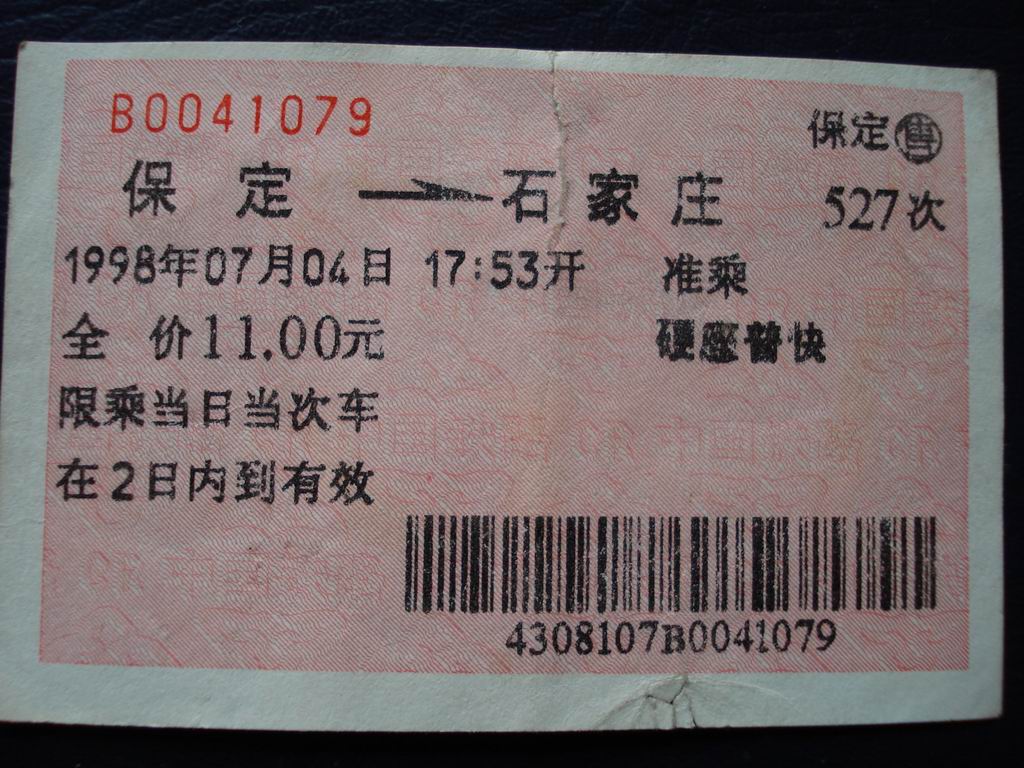 B0041079
保定售
保定 → 石家庄 527次
1998年07月04日 17:53开 准乘
全价11.00元 硬座普快
限乘当日当次车
在2日内到有效
4308107B0041079